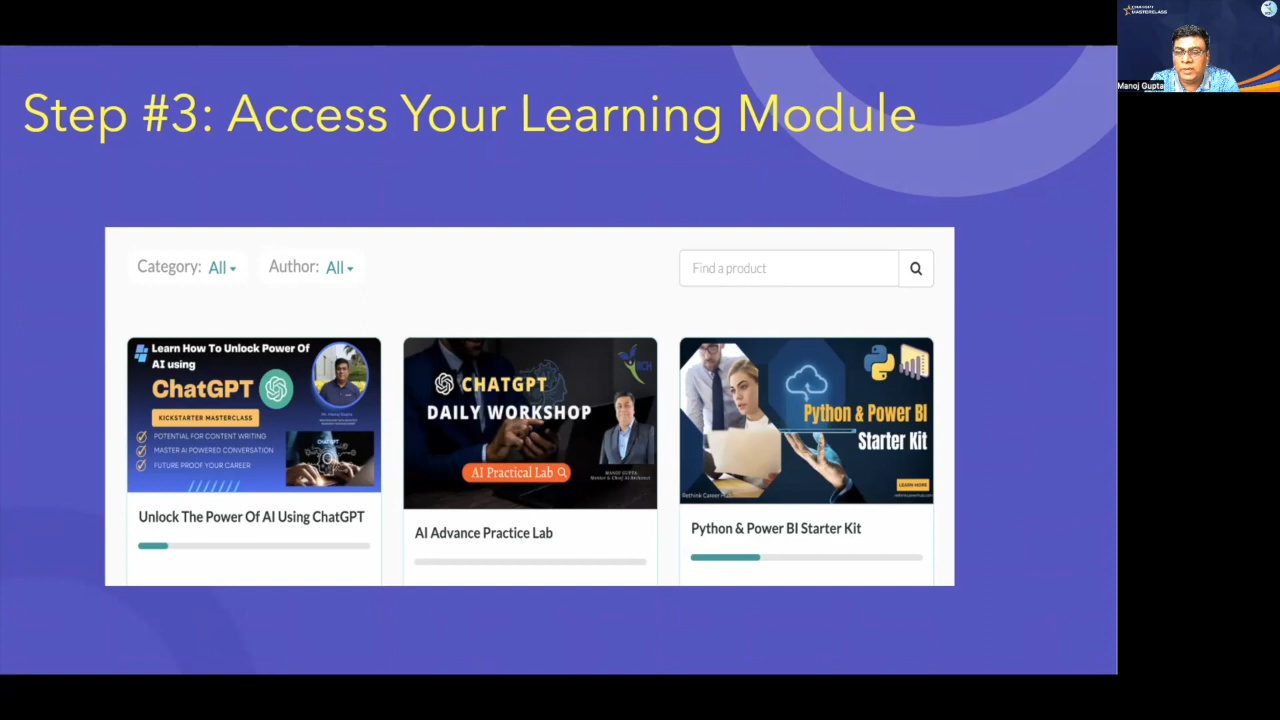 Step #3: Access Your Learning Module
MASTERCLASS
Manoj Gupta
Category: All
Author: All
Find a product
Learn How To Unlock Power Of
AI using
ChatGPT
KICKSTARTER MASTERCLASS
POTENTIAL FOR CONTENT WRITING
MASTER AI POWERED CONVERSATION
FUTURE PROOF YOUR CAREER
CHATGPT
Unlock The Power Of AI Using ChatGPT
CHATGPT
DAILY WORKSHOP
AI Practical Lab
MANOJ GUPTA
AI Advance Practice Lab
Python & Power BI
Starter Kit
LEARN MORE
Python & Power BI Starter Kit